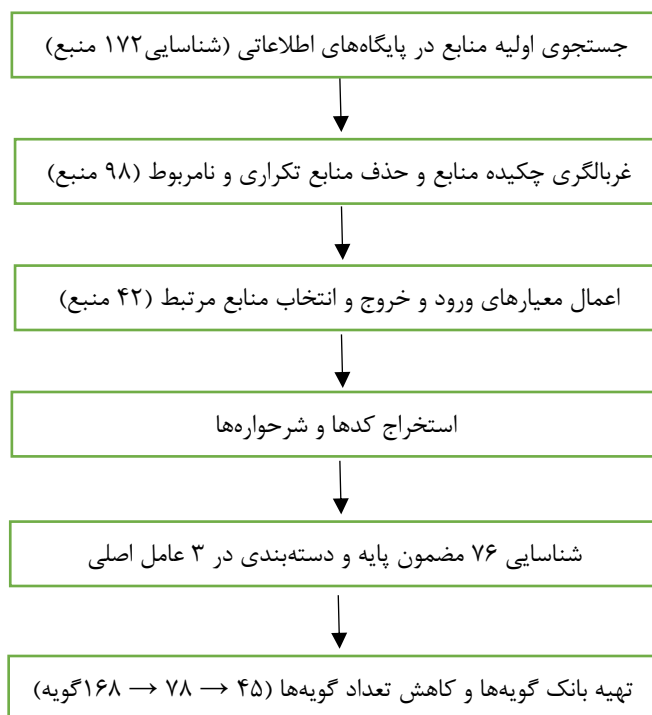 جستجوی اولیه منابع در پایگاه‌های اطلاعاتی (شناسایی۱۷۲ منبع)
غربالگری چکیده منابع و حذف منابع تکراری و نامربوط (۹۸ منبع)
اعمال معیارهای ورود و خروج و انتخاب منابع مرتبط (۴۲ منبع)
استخراج کدها و شرحواره‌ها
شناسایی ۷۶ مضمون پایه و دسته‌بندی در ۳ عامل اصلی
تهیه بانک گویه‌ها و کاهش تعداد گویه‌ها (۴۵ → ۷۸ → ۱۶۸گویه)